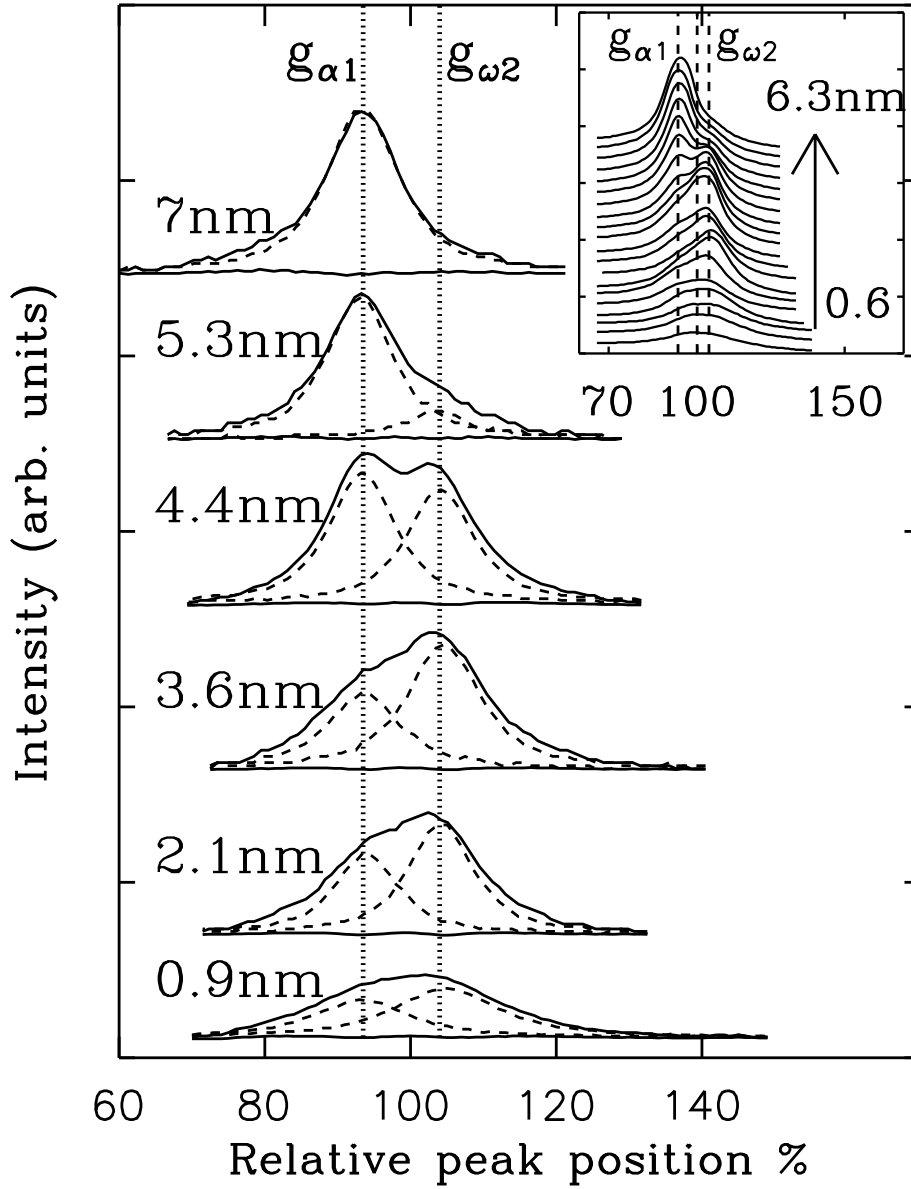 gα1 gω2
gα1 gω2
6.3nm
0.6
70 100 150
7nm
5.3nm
4.4nm
3.6nm
2.1nm
0.9nm
Intensity (arb. units)
60 80 100 120 140
Relative peak position %